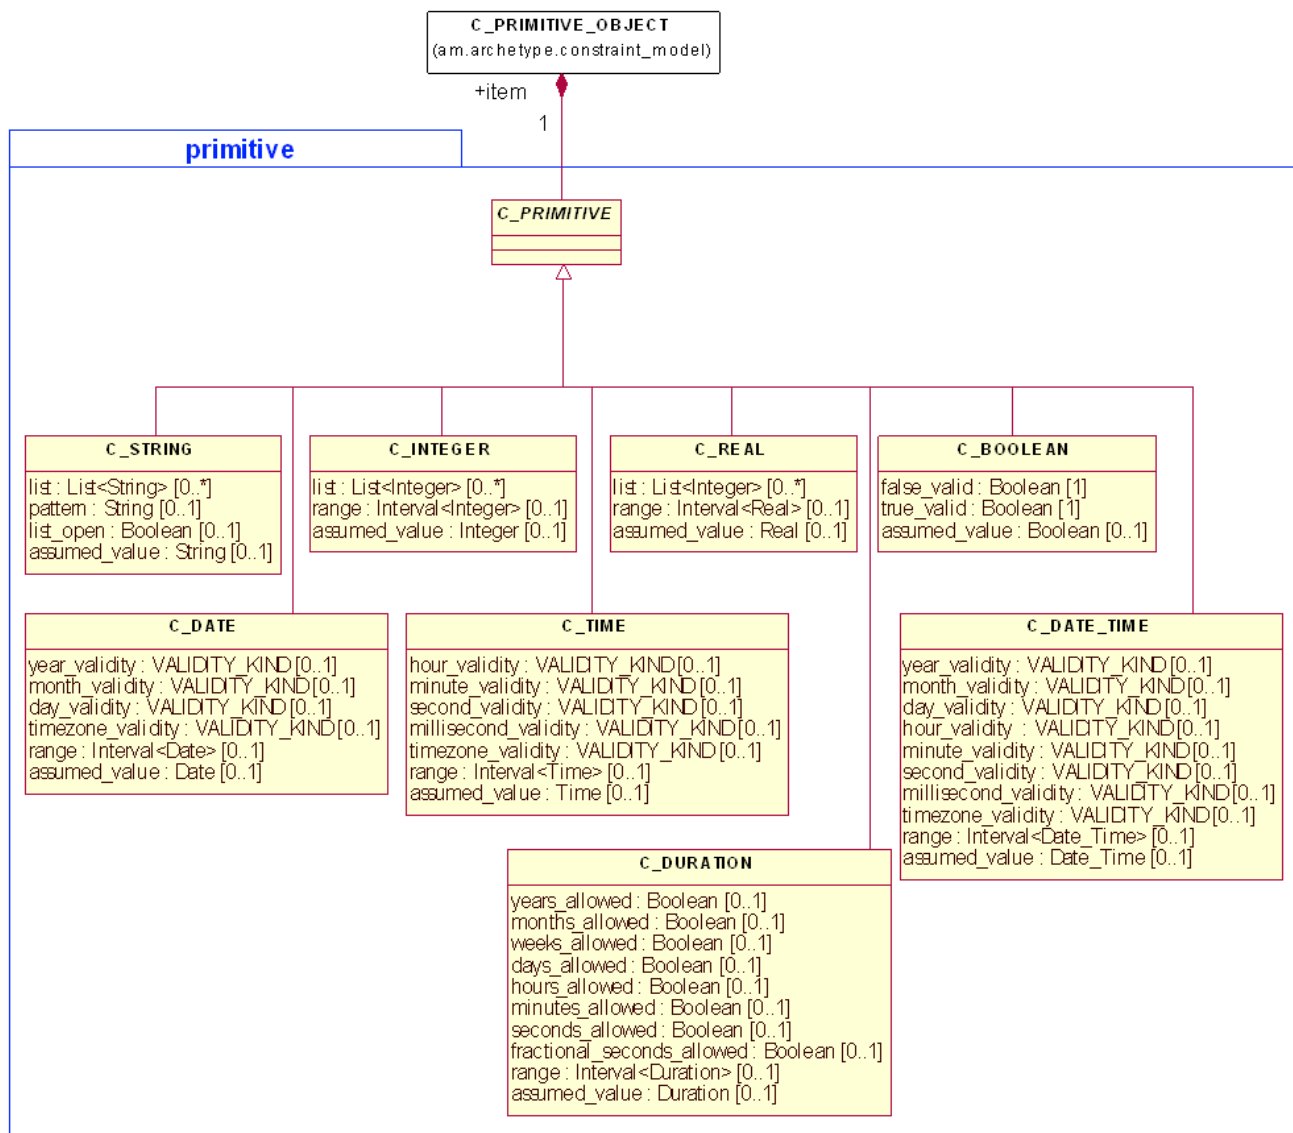 C_PRIMITIVE_OBJECT
(am.archetype.constraint_model)
+item
1
primitive
C_PRIMITIVE
C_STRING
list : List<String> [0..*]
pattern : String [0..1]
list_open : Boolean [0..1]
assumed_value : String [0..1]
C_INTEGER
list : List<Integer> [0..*]
range : Interval<Integer> [0..1]
assumed_value : Integer [0..1]
C_REAL
list : List<Integer> [0..*]
range : Interval<Real> [0..1]
assumed_value : Real [0..1]
C_BOOLEAN
false_valid : Boolean [1]
true_valid : Boolean [1]
assumed_value : Boolean [0..1]
C_DATE
year_validity : VALIDITY_KIND[0..1]
month_validity : VALIDITY_KIND[0..1]
day_validity : VALIDITY_KIND[0..1]
timezone_validity : VALIDITY_KIND[0..1]
range : Interval<Date> [0..1]
assumed_value : Date [0..1]
C_TIME
hour_validity : VALIDITY_KIND[0..1]
minute_validity : VALIDITY_KIND[0..1]
second_validity : VALIDITY_KIND[0..1]
millisecond_validity : VALIDITY_KIND[0..1]
timezone_validity : VALIDITY_KIND[0..1]
range : Interval<Time> [0..1]
assumed_value : Time [0..1]
C_DATE_TIME
year_validity : VALIDITY_KIND[0..1]
month_validity : VALIDITY_KIND[0..1]
day_validity : VALIDITY_KIND[0..1]
hour_validity : VALIDITY_KIND[0..1]
minute_validity : VALIDITY_KIND[0..1]
second_validity : VALIDITY_KIND[0..1]
millisecond_validity : VALIDITY_KIND[0..1]
timezone_validity : VALIDITY_KIND[0..1]
range : Interval<Date_Time> [0..1]
assumed_value : Date_Time [0..1]
C_DURATION
years_allowed : Boolean [0..1]
months_allowed : Boolean [0..1]
weeks_allowed : Boolean [0..1]
days_allowed : Boolean [0..1]
hours_allowed : Boolean [0..1]
minutes_allowed : Boolean [0..1]
seconds_allowed : Boolean [0..1]
fractional_seconds_allowed : Boolean [0..1]
range : Interval<Duration> [0..1]
assumed_value : Duration [0..1]